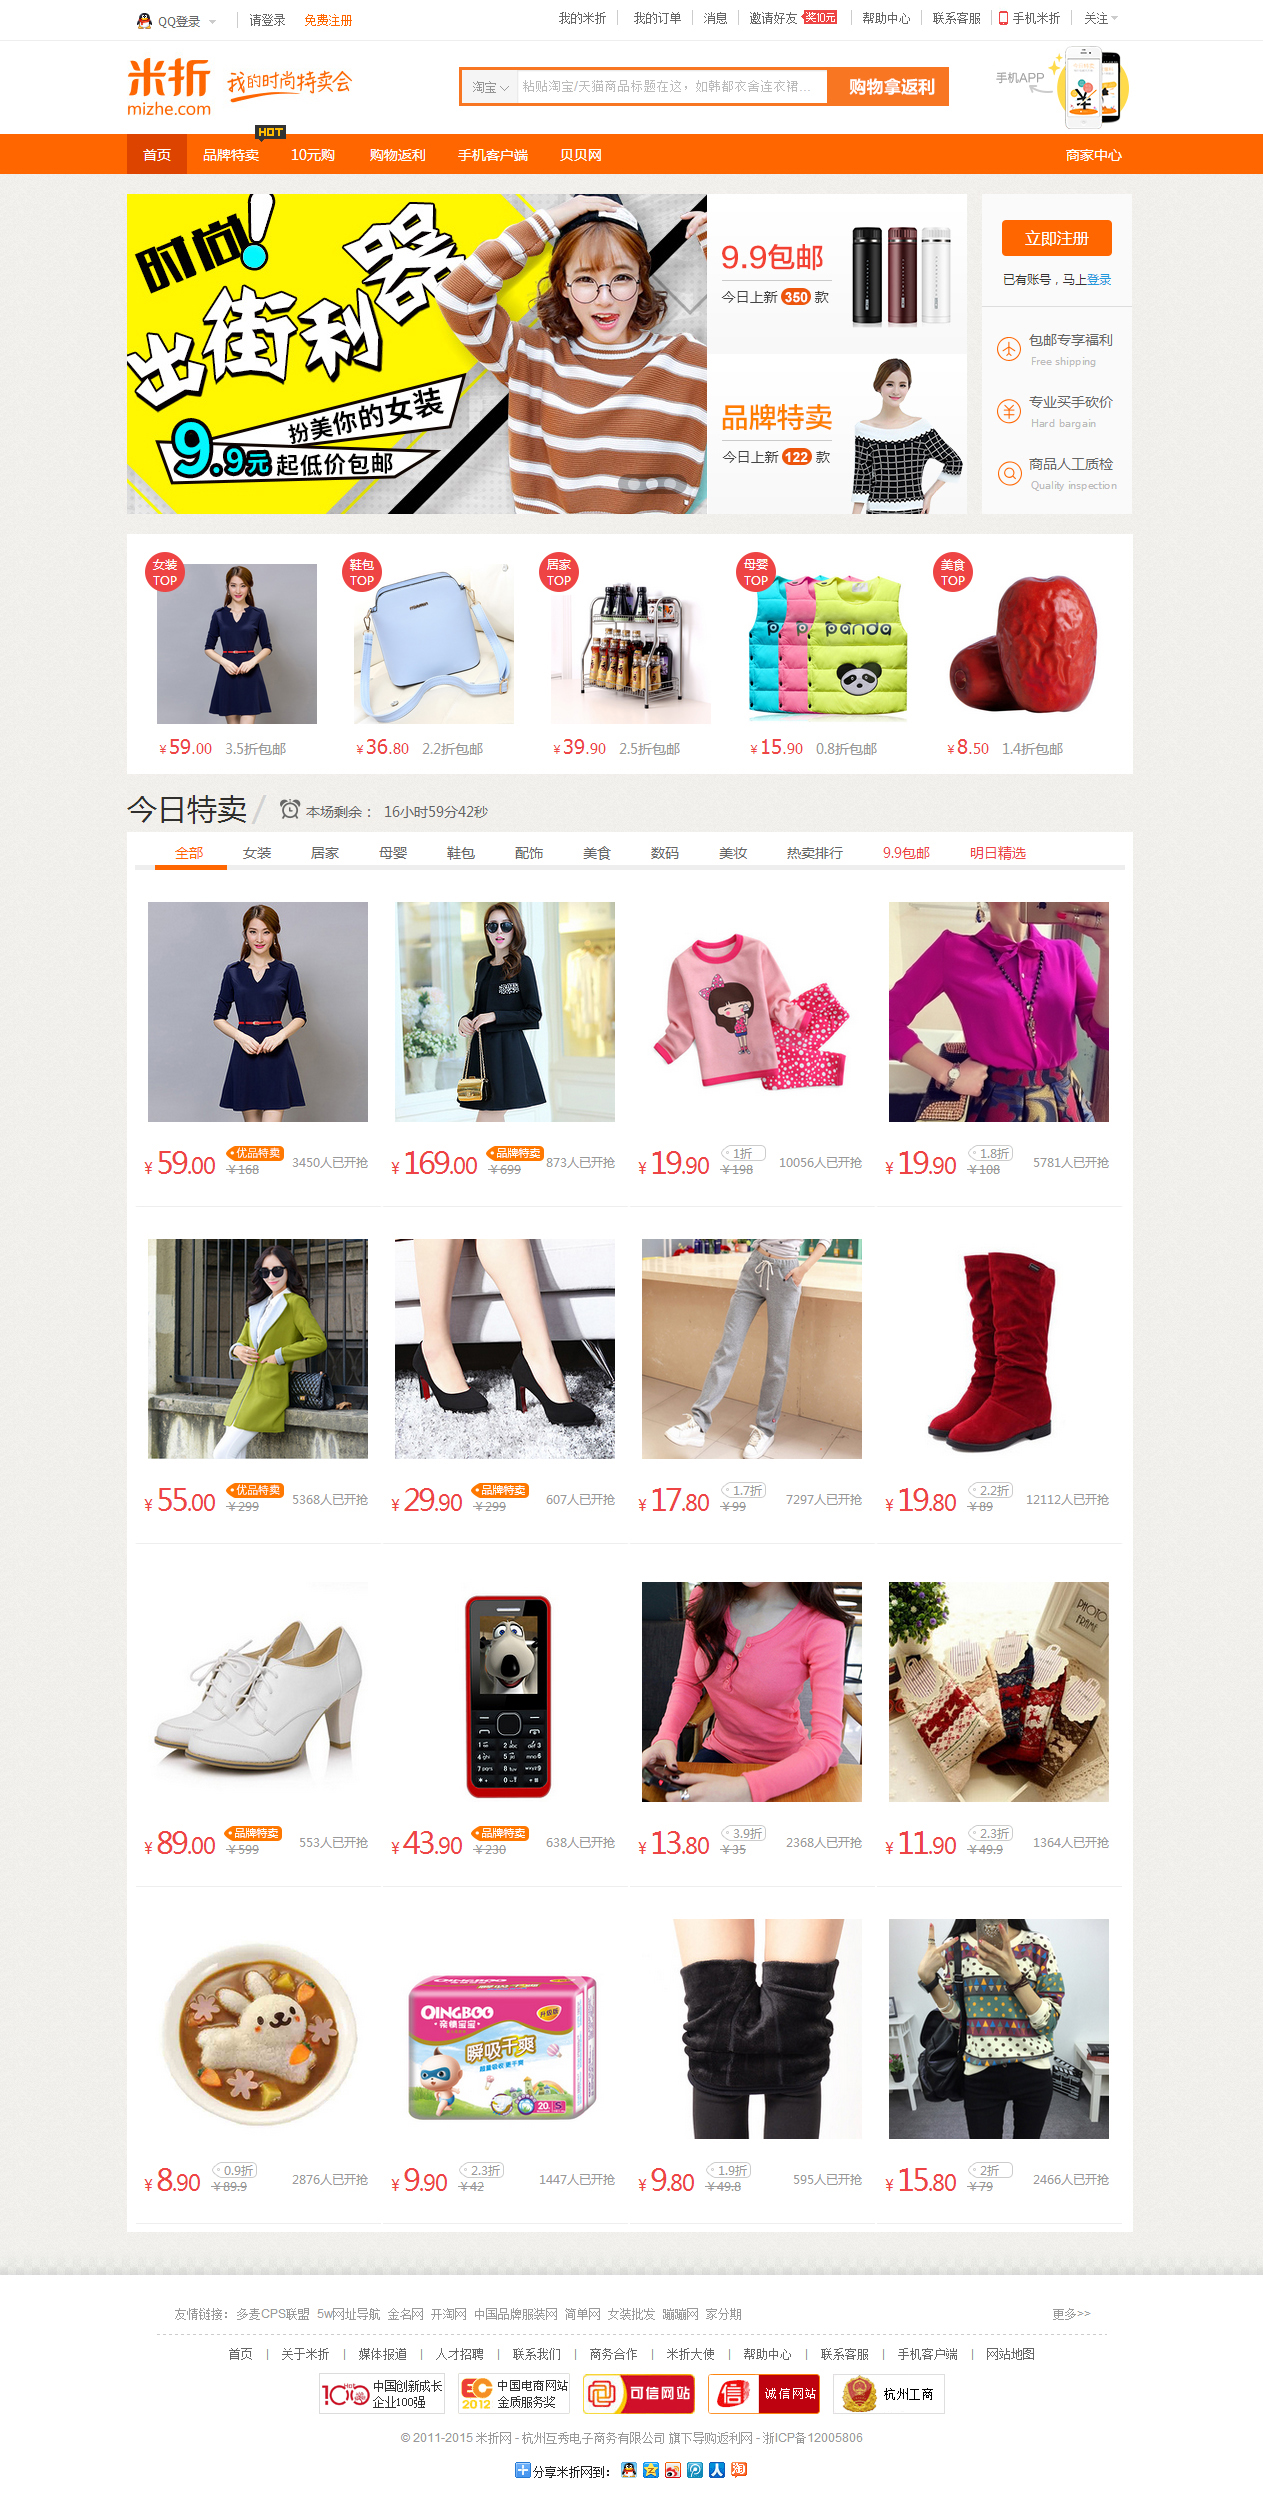 QQ登录 请登录 免费注册 我的米折 我的订单 消息 邀请好友 奖10元 帮助中心 联系客服 手机米折 关注
米折
mizhe.com
我的时尚特卖会
淘宝 粘贴淘宝/天猫商品标题在这，如韩都衣舍连衣裙... 购物拿返利
手机APP
HOT
首页 品牌特卖 10元购 购物返利 手机客户端 贝贝网 商家中心
时尚!
出街利器
扮美你的女装
9.9元起低价包邮
9.9包邮
今日上新 350 款
品牌特卖
今日上新 122 款
立即注册
已有账号，马上登录
包邮专享福利
Free shipping
专业买手砍价
Hard bargain
商品人工质检
Quality inspection
女装 TOP
鞋包 TOP
居家 TOP
母婴 TOP
美食 TOP
panda
¥59.00 3.5折包邮
¥36.80 2.2折包邮
¥39.90 2.5折包邮
¥15.90 0.8折包邮
¥8.50 1.4折包邮
今日特卖 / 本场剩余： 16小时59分42秒
全部 女装 居家 母婴 鞋包 配饰 美食 数码 美妆 热卖排行 9.9包邮 明日精选
¥59.00 优品特卖 ¥168 3450人已开抢
¥169.00 品牌特卖 ¥699 873人已开抢
¥19.90 1折 ¥198 10056人已开抢
¥19.90 1.8折 ¥108 5781人已开抢
¥55.00 优品特卖 ¥299 5368人已开抢
¥29.90 品牌特卖 ¥299 607人已开抢
¥17.80 1.7折 ¥99 7297人已开抢
¥19.80 2.2折 ¥89 12112人已开抢
PHOTO FRAME
¥89.00 品牌特卖 ¥599 553人已开抢
¥43.90 品牌特卖 ¥230 638人已开抢
¥13.80 3.9折 ¥35 2368人已开抢
¥11.90 2.3折 ¥49.9 1364人已开抢
QINGBOO
亲情宝宝
升级版
瞬吸干爽
超量吸收 更干爽
20 S
¥8.90 0.9折 ¥89.9 2876人已开抢
¥9.90 2.3折 ¥42 1447人已开抢
¥9.80 1.9折 ¥49.8 595人已开抢
¥15.80 2折 ¥79 2466人已开抢
友情链接： 多麦CPS联盟 5w网址导航 金名网 开淘网 中国品牌服装网 简单网 女装批发 蹦蹦网 家分期 更多>>
首页 | 关于米折 | 媒体报道 | 人才招聘 | 联系我们 | 商务合作 | 米折大使 | 帮助中心 | 联系客服 | 手机客户端 | 网站地图
100 Hot 中国创新成长企业100强
EC 2012 中国电商网站金质服务奖
可信网站
诚信网站
杭州工商
© 2011-2015 米折网 - 杭州互秀电子商务有限公司 旗下导购返利网 - 浙ICP备12005806
分享米折网到：